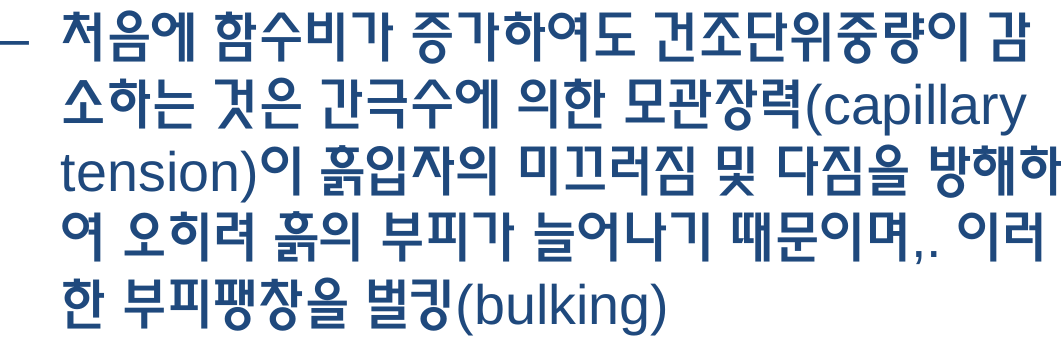 – 처음에 함수비가 증가하여도 건조단위중량이 감
소하는 것은 간극수에 의한 모관장력(capillary
tension)이 흙입자의 미끄러짐 및 다짐을 방해하
여 오히려 흙의 부피가 늘어나기 때문이며,. 이러
한 부피팽창을 벌킹(bulking)